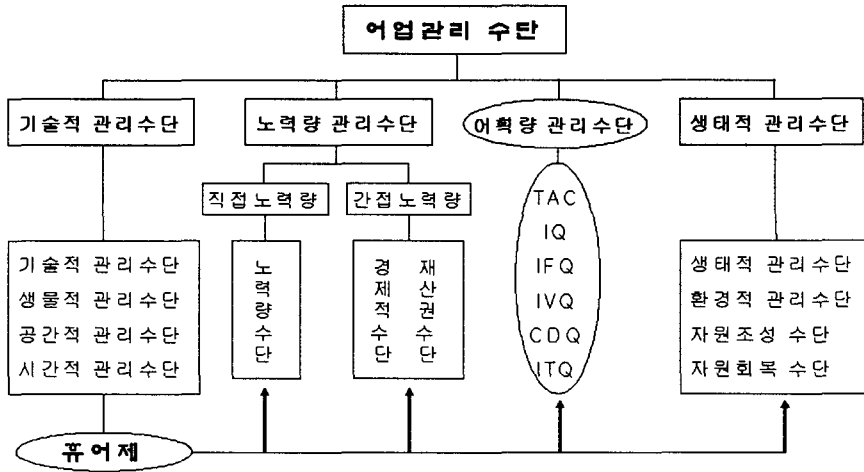 어업관리 수단
기술적 관리수단
노력량 관리수단
어획량 관리수단
생태적 관리수단
직접노력량
간접노력량
기술적 관리수단
생물적 관리수단
공간적 관리수단
시간적 관리수단
노력량수단
경제적수단
재산권수단
TAC
IQ
IFQ
IVQ
CDQ
ITQ
생태적 관리수단
환경적 관리수단
자원조성 수단
자원회복 수단
휴어제